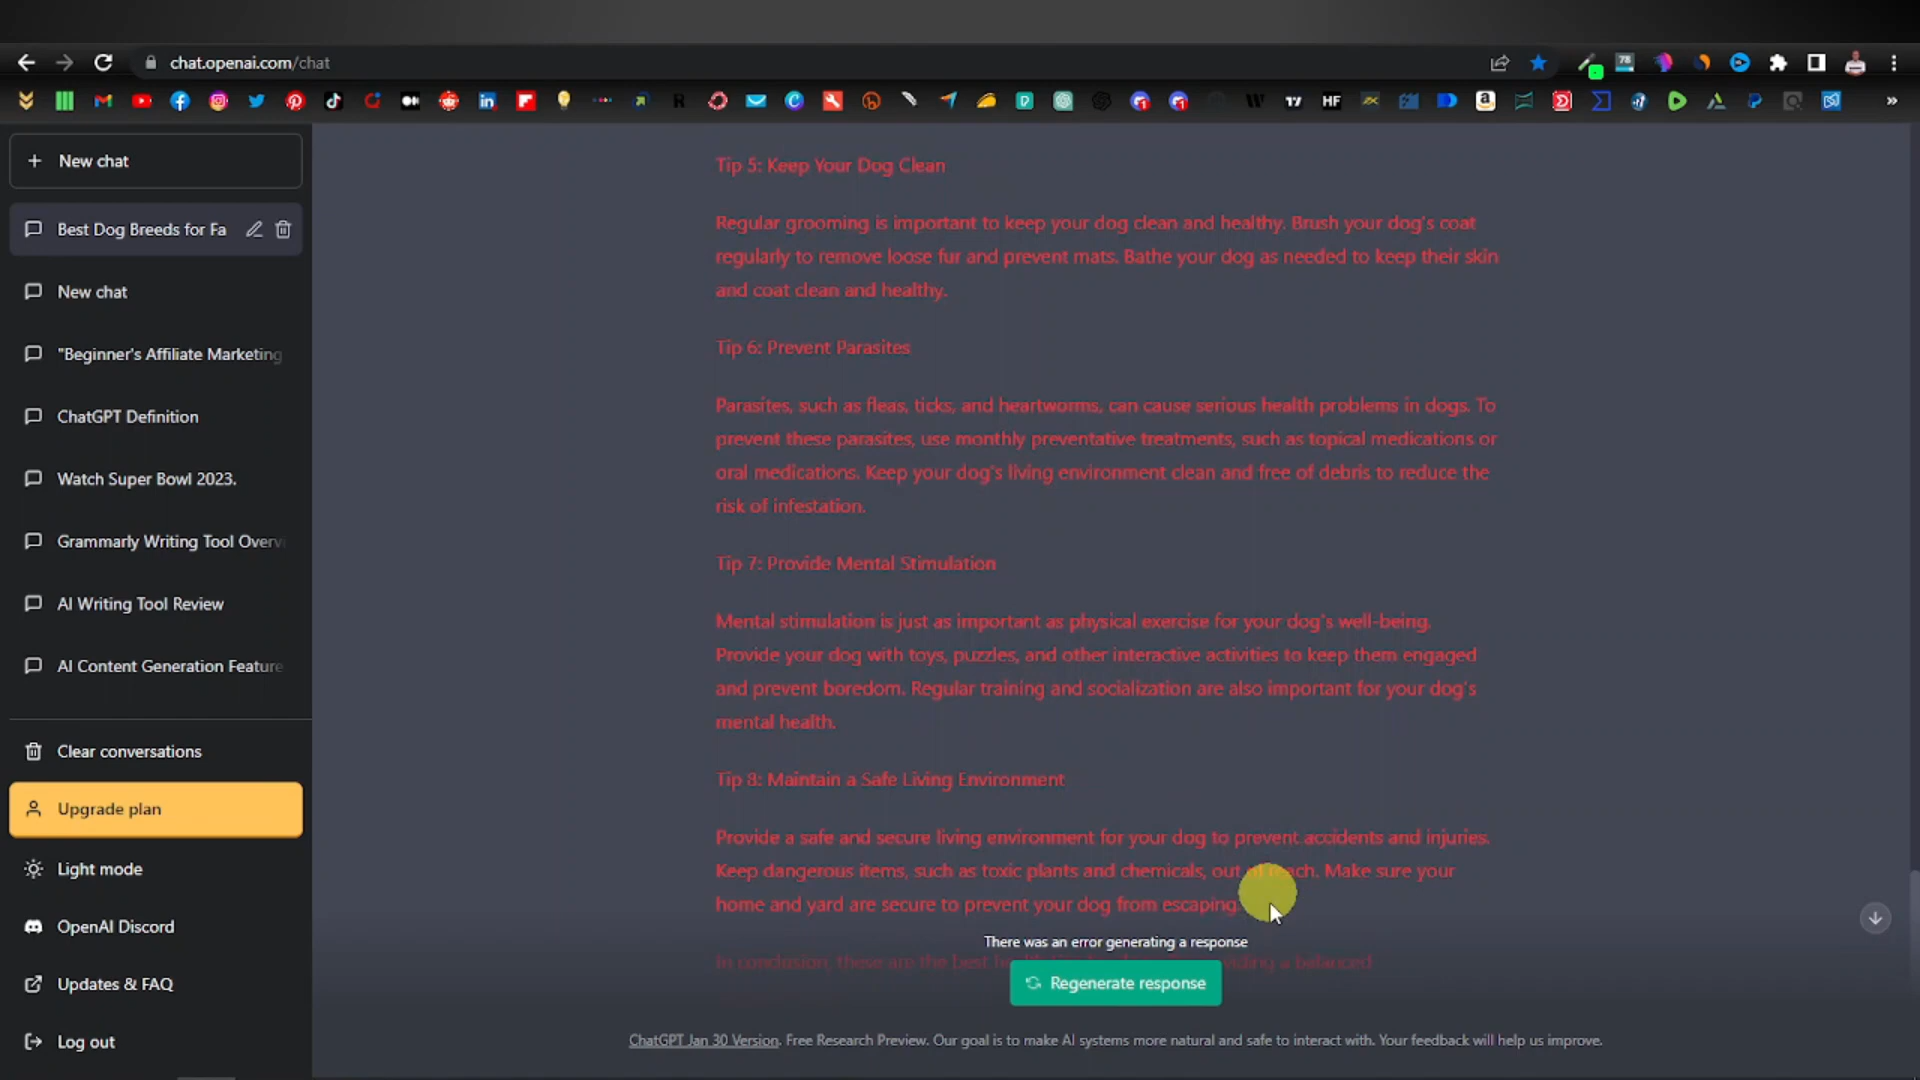 chat.openai.com/chat
78
HF
New chat
Best Dog Breeds for Fa
New chat
"Beginner's Affiliate Marketing
ChatGPT Definition
Watch Super Bowl 2023.
Grammarly Writing Tool Overv
AI Writing Tool Review
AI Content Generation Feature
Clear conversations
Upgrade plan
Light mode
OpenAI Discord
Updates & FAQ
Log out
Tip 5: Keep Your Dog Clean
Regular grooming is important to keep your dog clean and healthy. Brush your dog's coat
regularly to remove loose fur and prevent mats. Bathe your dog as needed to keep their skin
and coat clean and healthy.
Tip 6: Prevent Parasites
Parasites, such as fleas, ticks, and heartworms, can cause serious health problems in dogs. To
prevent these parasites, use monthly preventative treatments, such as topical medications or
oral medications. Keep your dog's living environment clean and free of debris to reduce the
risk of infestation.
Tip 7: Provide Mental Stimulation
Mental stimulation is just as important as physical exercise for your dog's well-being.
Provide your dog with toys, puzzles, and other interactive activities to keep them engaged
and prevent boredom. Regular training and socialization are also important for your dog's
mental health.
Tip 8: Maintain a Safe Living Environment
Provide a safe and secure living environment for your dog to prevent accidents and injuries.
Keep dangerous items, such as toxic plants and chemicals, out of reach. Make sure your
home and yard are secure to prevent your dog from escaping.
There was an error generating a response
In conclusion, these are the best a balanced
Regenerate response
ChatGPT Jan 30 Version. Free Research Preview. Our goal is to make AI systems more natural and safe to interact with. Your feedback will help us improve.